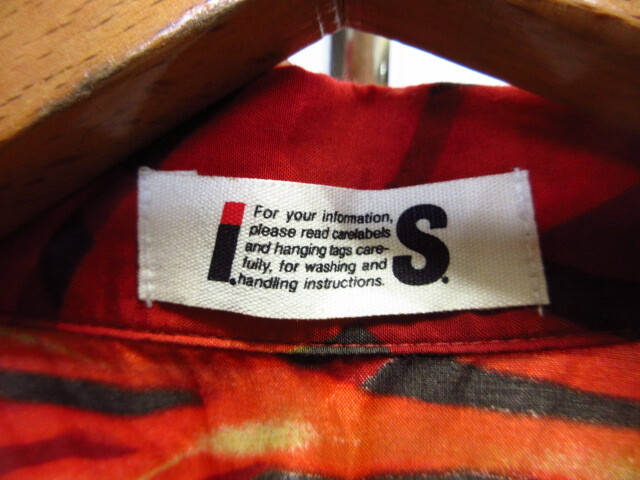 i.S.
For your information,
please read carelabels
and hanging tags care-
fully, for washing and
handling instructions.